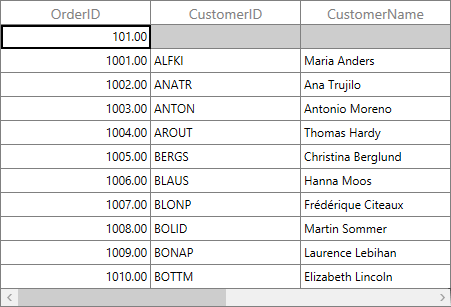 OrderID CustomerID CustomerName
101.00
1001.00 ALFKI Maria Anders
1002.00 ANATR Ana Trujilo
1003.00 ANTON Antonio Moreno
1004.00 AROUT Thomas Hardy
1005.00 BERGS Christina Berglund
1006.00 BLAUS Hanna Moos
1007.00 BLONP Frédérique Citeaux
1008.00 BOLID Martin Sommer
1009.00 BONAP Laurence Lebihan
1010.00 BOTTM Elizabeth Lincoln